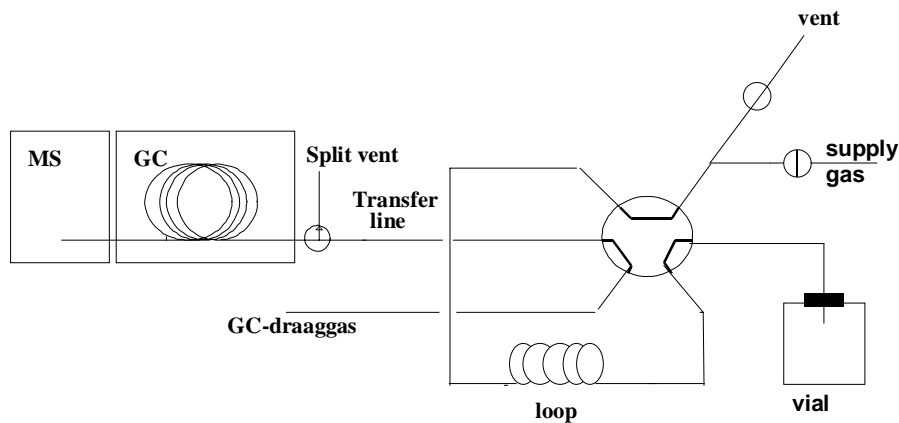 vent
MS
GC
Split vent
supply
gas
Transfer
line
GC-draaggas
loop
vial